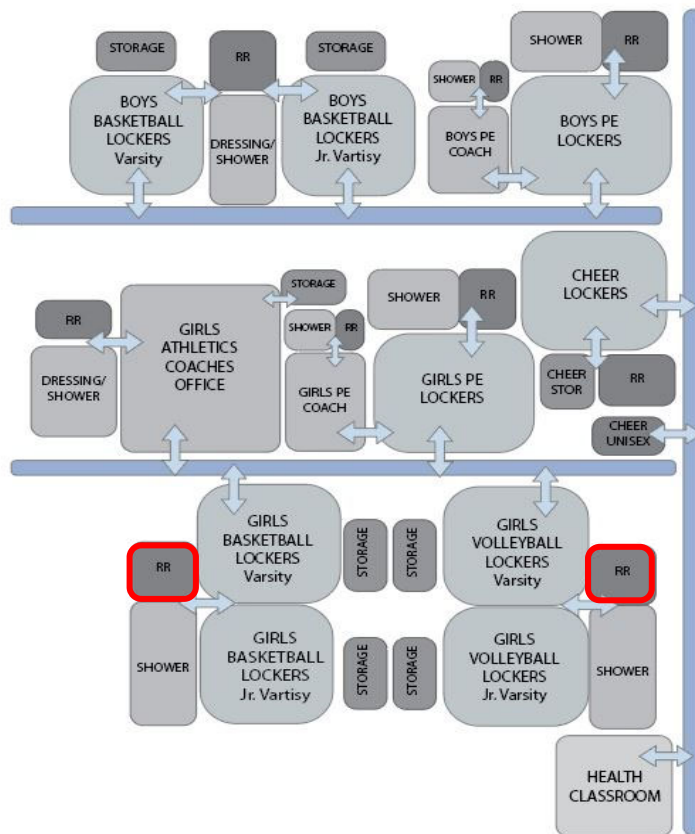 STORAGE
RR
STORAGE
SHOWER
RR
BOYS
BASKETBALL
LOCKERS
Varsity
DRESSING/
SHOWER
BOYS
BASKETBALL
LOCKERS
Jr. Vartisy
SHOWER
RR
BOYS PE
COACH
BOYS PE
LOCKERS
RR
DRESSING/
SHOWER
GIRLS
ATHLETICS
COACHES
OFFICE
STORAGE
SHOWER
RR
GIRLS PE
COACH
SHOWER
RR
GIRLS PE
LOCKERS
CHEER
LOCKERS
CHEER
STOR
RR
CHEER
UNISEX
RR
SHOWER
GIRLS
BASKETBALL
LOCKERS
Varsity
STORAGE
STORAGE
GIRLS
VOLLEYBALL
LOCKERS
Varsity
RR
SHOWER
GIRLS
BASKETBALL
LOCKERS
Jr. Vartisy
STORAGE
STORAGE
GIRLS
VOLLEYBALL
LOCKERS
Jr. Varsity
HEALTH
CLASSROOM